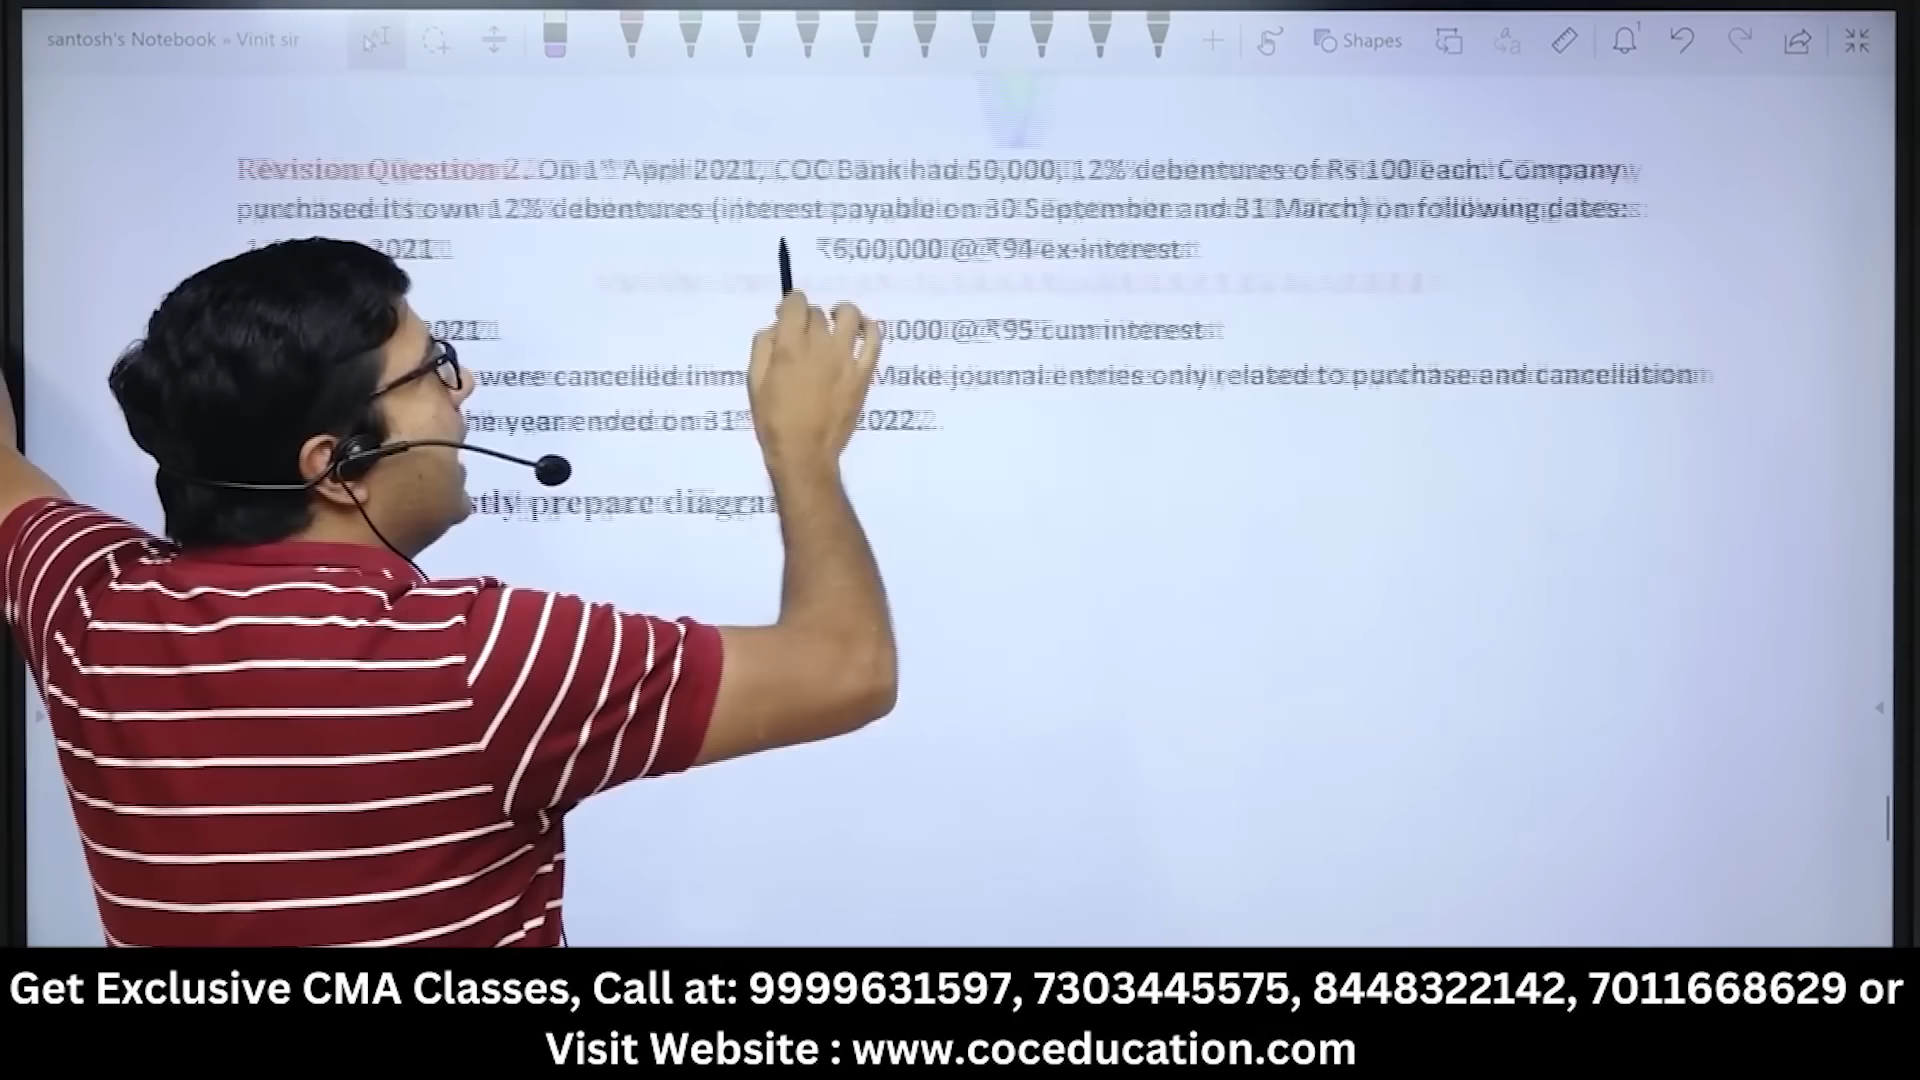 santosh's Notebook » Vinit sir
Shapes
Revision Question 2. On 1st April 2021, COC Bank had 50,000, 12% debentures of Rs 100 each. Company
purchased its own 12% debentures (interest payable on 30 September and 31 March) on following dates:
2021 ₹6,00,000 @ ₹94 ex-interest
2021 0,000 @ ₹95 cum interest
were cancelled Make journal entries only related to purchase and cancellation
year ended on 31st 2022.
prepare
Get Exclusive CMA Classes, Call at: 9999631597, 7303445575, 8448322142, 7011668629 or
Visit Website : www.coceducation.com